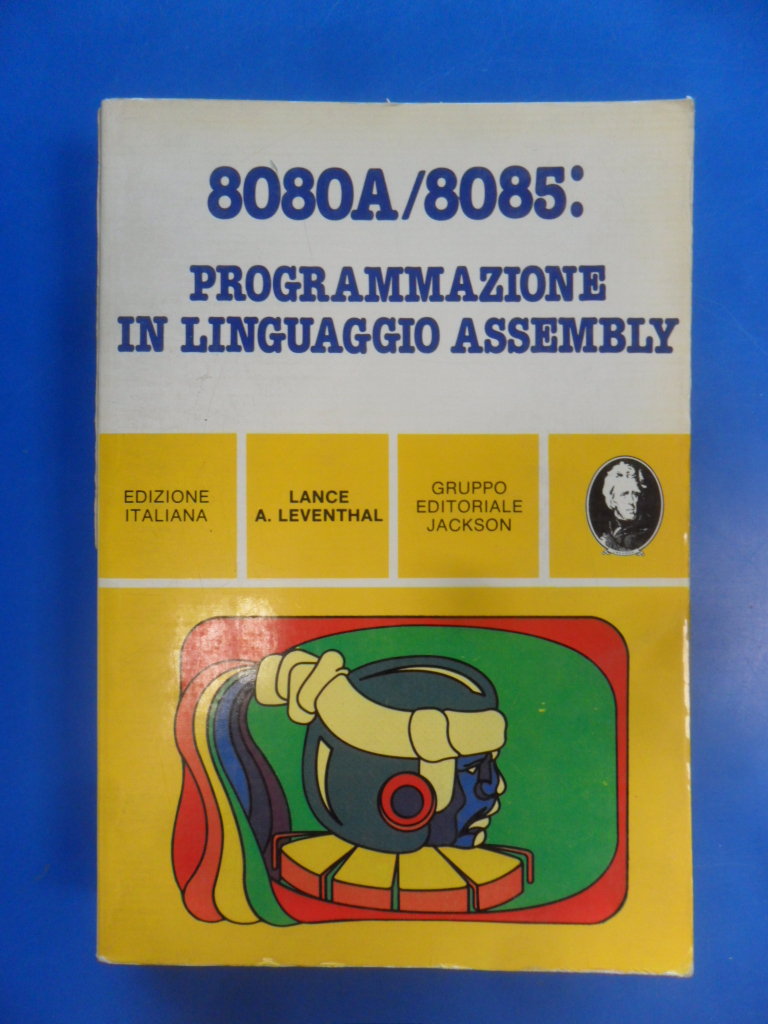 8080A/8085:
PROGRAMMAZIONE
IN LINGUAGGIO ASSEMBLY
EDIZIONE
ITALIANA
LANCE
A. LEVENTHAL
GRUPPO
EDITORIALE
JACKSON